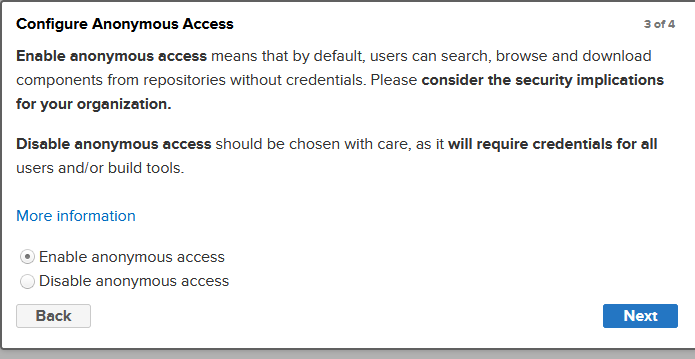 Configure Anonymous Access
3 of 4
Enable anonymous access means that by default, users can search, browse and download
components from repositories without credentials. Please consider the security implications
for your organization.
Disable anonymous access should be chosen with care, as it will require credentials for all
users and/or build tools.
More information
Enable anonymous access
Disable anonymous access
Back
Next